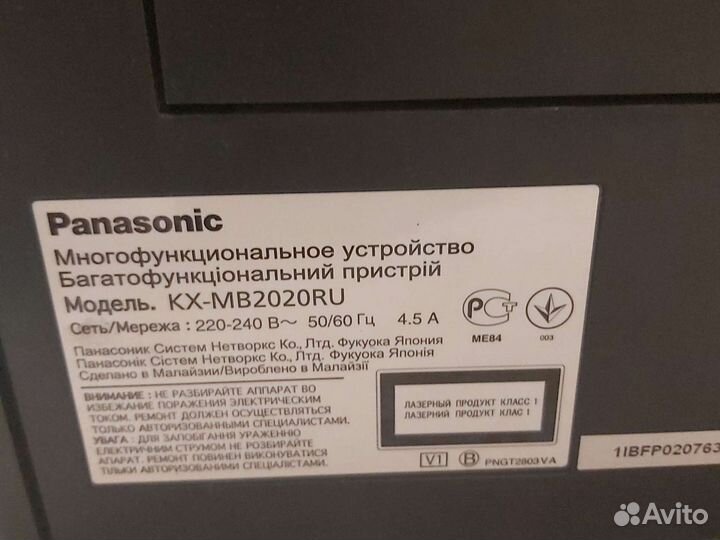 Panasonic
Многофункциональное устройство
Багатофункціональний пристрій
Модель. KX-MB2020RU
Сеть/Мережа : 220-240 В~ 50/60 Гц 4.5 А
Панасоник Систем Нетворкс Ко., Лтд. Фукуока Япония
Панасонік Сістем Нетворкс Ко., Лтд. Фукуока Японія
Сделано в Малайзии/Вироблено в Малайзії
РСТ
ME84
003
ВНИМАНИЕ : НЕ РАЗБИРАЙТЕ АППАРАТ ВО
ИЗБЕЖАНИЕ ПОРАЖЕНИЯ ЭЛЕКТРИЧЕСКИМ
ТОКОМ. РЕМОНТ ДОЛЖЕН ОСУЩЕСТВЛЯТЬСЯ
ТОЛЬКО АВТОРИЗОВАННЫМИ СПЕЦИАЛИСТАМИ.
УВАГА : ДЛЯ ЗАПОБІГАННЯ УРАЖЕННЮ
ЕЛЕКТРИЧНИМ СТРУМОМ НЕ РОЗБИРАЙТЕ
АПАРАТ. РЕМОНТ ПОВИНЕН ВИКОНУВАТИСЯ
ТІЛЬКИ АВТОРИЗОВАНИМИ СПЕЦІАЛІСТАМИ.
ЛАЗЕРНЫЙ ПРОДУКТ КЛАСС 1
ЛАЗЕРНИЙ ПРОДУКТ КЛАС 1
V1 B PNGT2803VA
1IBFP020763
Avito